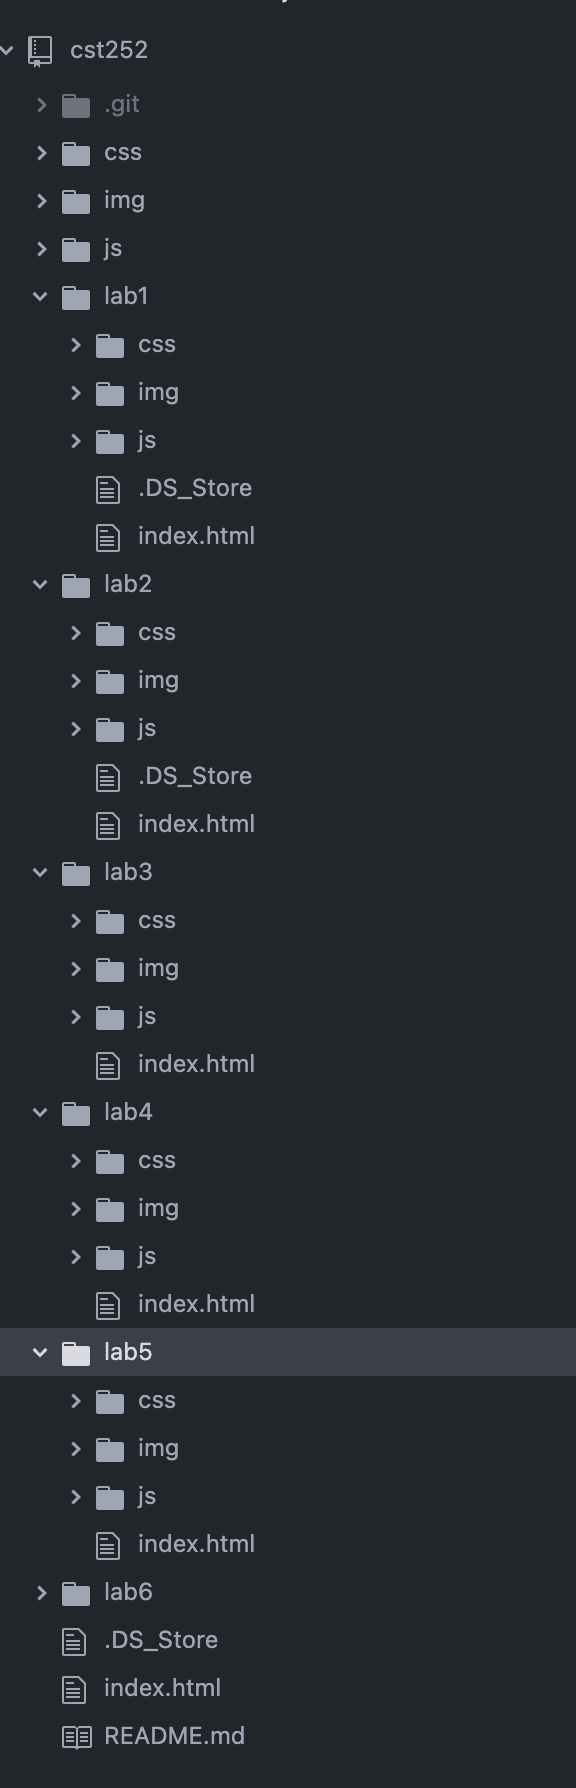 cst252
.git
css
img
js
lab1
css
img
js
.DS_Store
index.html
lab2
css
img
js
.DS_Store
index.html
lab3
css
img
js
index.html
lab4
css
img
js
index.html
lab5
css
img
js
index.html
lab6
.DS_Store
index.html
README.md